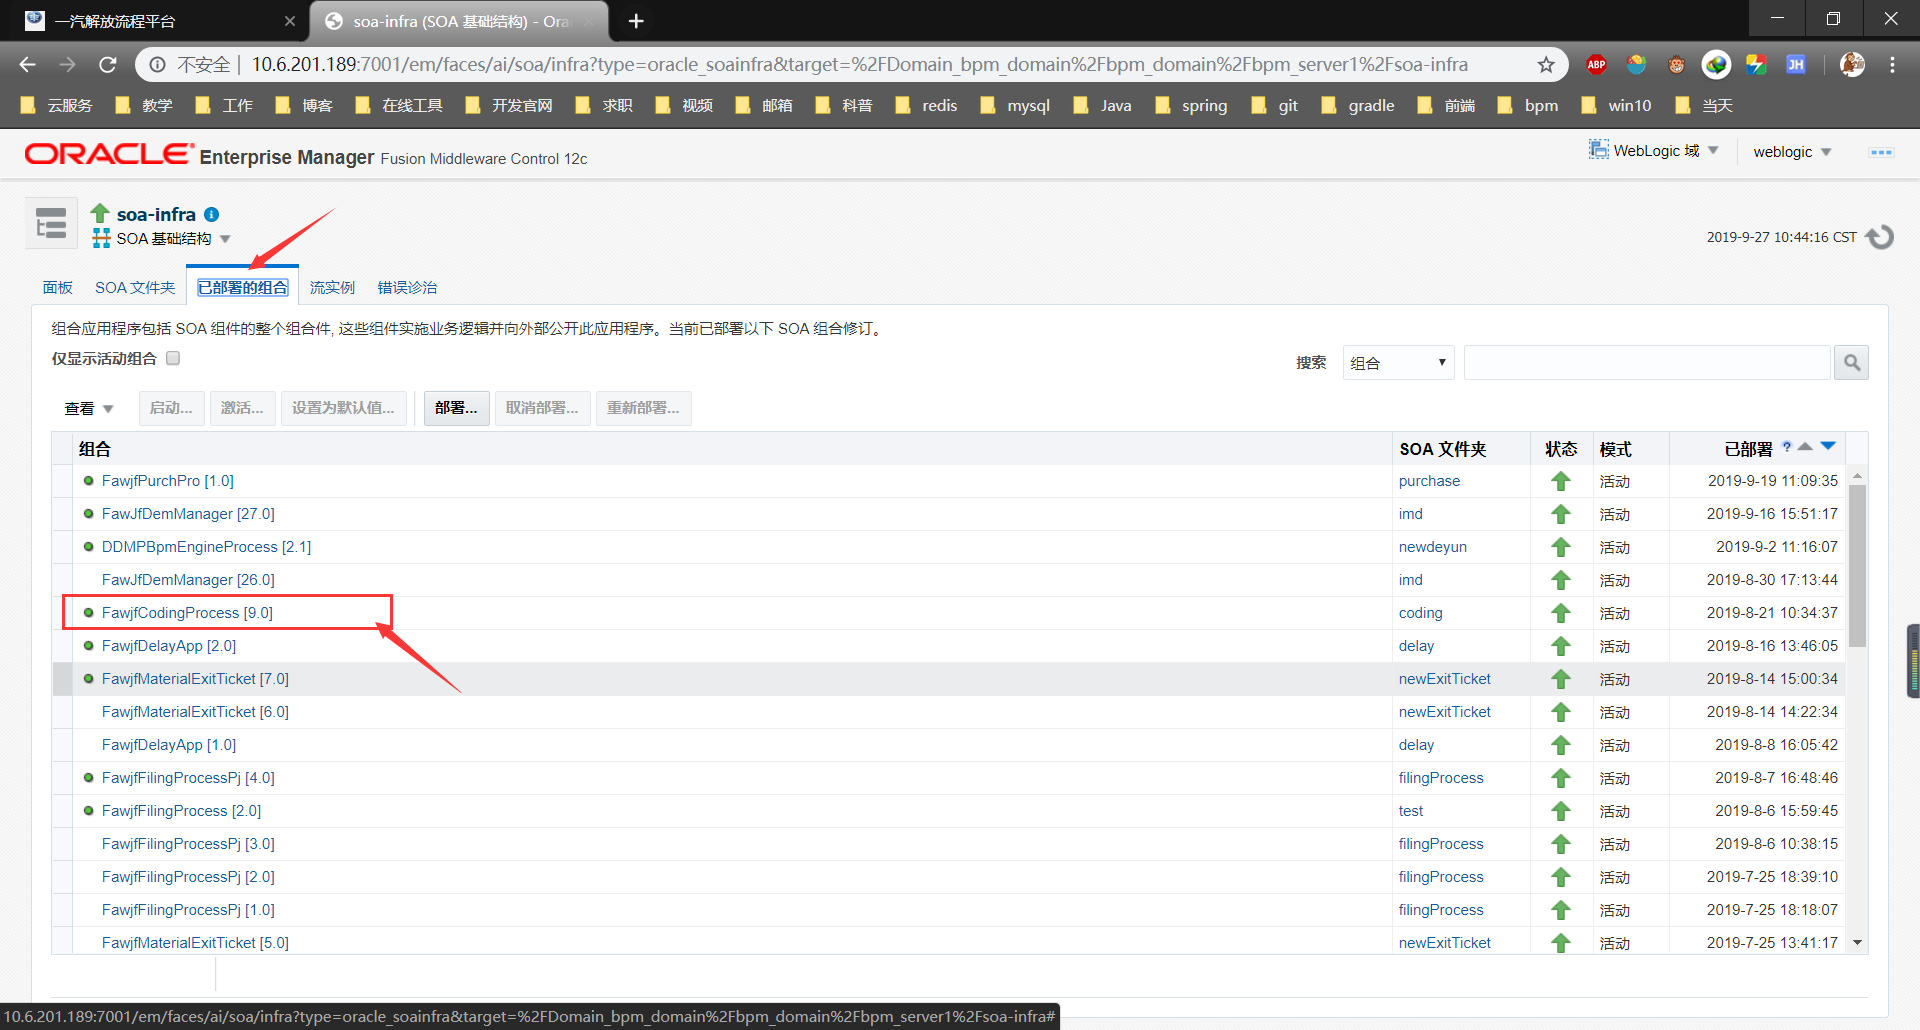 一汽解放流程平台
soa-infra (SOA 基础结构) - Ora
不安全 | 10.6.201.189:7001/em/faces/ai/soa/infra?type=oracle_soainfra&target=%2FDomain_bpm_domain%2Fbpm_domain%2Fbpm_server1%2Fsoa-infra
ABP JH
云服务 教学 工作 博客 在线工具 开发官网 求职 视频 邮箱 科普 redis mysql Java spring git gradle 前端 bpm win10 当天
ORACLE Enterprise Manager Fusion Middleware Control 12c WebLogic 域 weblogic
soa-infra
SOA 基础结构
2019-9-27 10:44:16 CST
面板 SOA 文件夹 已部署的组合 流实例 错误诊治
组合应用程序包括 SOA 组件的整个组合件, 这些组件实施业务逻辑并向外部公开此应用程序。当前已部署以下 SOA 组合修订。
仅显示活动组合
搜索 组合
查看 启动... 激活... 设置为默认值... 部署... 取消部署... 重新部署...
组合 SOA 文件夹 状态 模式 已部署 ?
FawjfPurchPro [1.0] purchase 活动 2019-9-19 11:09:35
FawJfDemManager [27.0] imd 活动 2019-9-16 15:51:17
DDMPBpmEngineProcess [2.1] newdeyun 活动 2019-9-2 11:16:07
FawJfDemManager [26.0] imd 活动 2019-8-30 17:13:44
FawjfCodingProcess [9.0] coding 活动 2019-8-21 10:34:37
FawjfDelayApp [2.0] delay 活动 2019-8-16 13:46:05
FawjfMaterialExitTicket [7.0] newExitTicket 活动 2019-8-14 15:00:34
FawjfMaterialExitTicket [6.0] newExitTicket 活动 2019-8-14 14:22:34
FawjfDelayApp [1.0] delay 活动 2019-8-8 16:05:42
FawjfFilingProcessPj [4.0] filingProcess 活动 2019-8-7 16:48:46
FawjfFilingProcess [2.0] test 活动 2019-8-6 15:59:45
FawjfFilingProcessPj [3.0] filingProcess 活动 2019-8-6 10:38:15
FawjfFilingProcessPj [2.0] filingProcess 活动 2019-7-25 18:39:10
FawjfFilingProcessPj [1.0] filingProcess 活动 2019-7-25 18:18:07
FawjfMaterialExitTicket [5.0] newExitTicket 活动 2019-7-25 13:41:17
10.6.201.189:7001/em/faces/ai/soa/infra?type=oracle_soainfra&target=%2FDomain_bpm_domain%2Fbpm_domain%2Fbpm_server1%2Fsoa-infra#